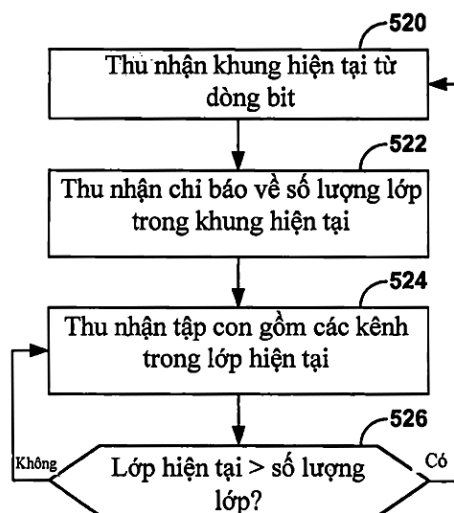 520
Thu nhận khung hiện tại từ
dòng bit
522
Thu nhận chỉ báo về số lượng lớp
trong khung hiện tại
524
Thu nhận tập con gồm các kênh
trong lớp hiện tại
526
Không
Lớp hiện tại > số lượng
lớp?
Có